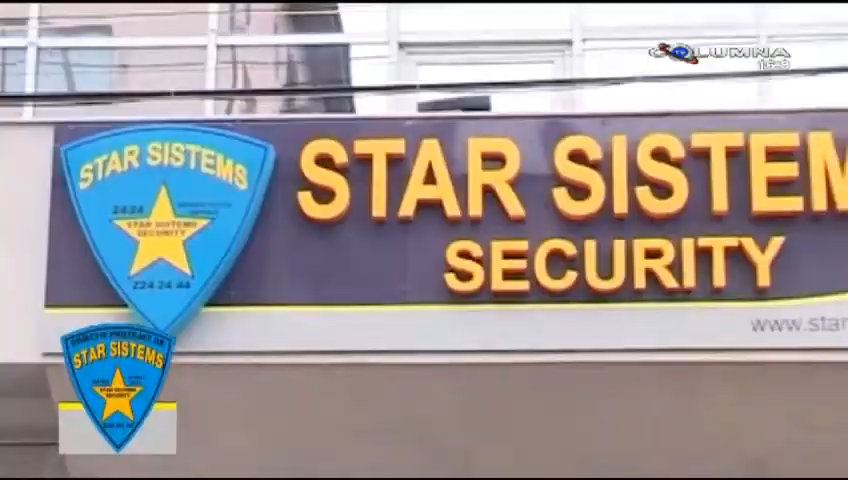 COLUMNA
STAR SISTEMS
24/24
STAR SISTEMS
SECURITY
224 24 44
STAR SISTEM
SECURITY
www.star
STAR SISTEMS
STAR SISTEMS
SECURITY